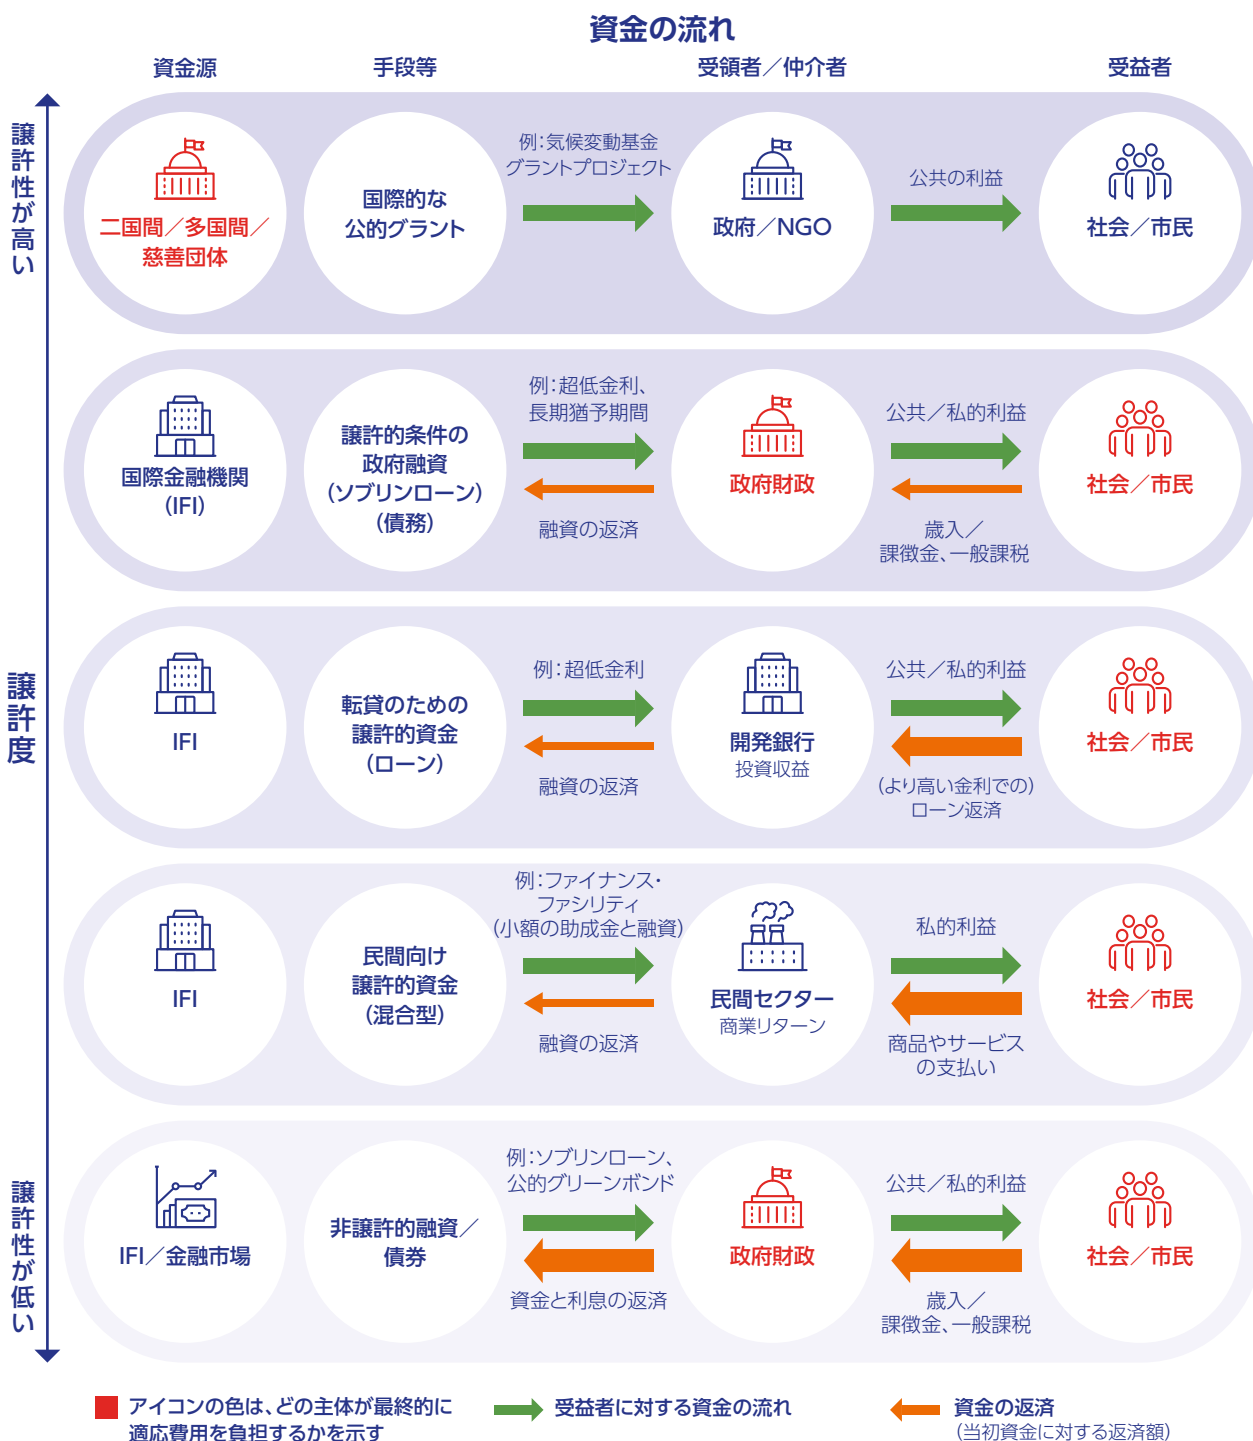 資金の流れ
資金源
手段等
受領者／仲介者
受益者
譲許性が高い
譲許度
譲許性が低い
二国間／多国間／
慈善団体
国際的な
公的グラント
例：気候変動基金
グラントプロジェクト
政府／NGO
公共の利益
社会／市民
国際金融機関
（IFI）
譲許的条件の
政府融資
（ソブリンローン）
（債務）
例：超低金利、
長期猶予期間
融資の返済
政府財政
公共／私的利益
歳入／
課徴金、一般課税
社会／市民
IFI
転貸のための
譲許的資金
（ローン）
例：超低金利
融資の返済
開発銀行
投資収益
公共／私的利益
（より高い金利での）
ローン返済
社会／市民
IFI
民間向け
譲許的資金
（混合型）
例：ファイナンス・
ファシリティ
（小額の助成金と融資）
融資の返済
民間セクター
商業リターン
私的利益
商品やサービス
の支払い
社会／市民
IFI／金融市場
非譲許的融資／
債券
例：ソブリンローン、
公的グリーンボンド
資金と利息の返済
政府財政
公共／私的利益
歳入／
課徴金、一般課税
社会／市民
アイコンの色は、どの主体が最終的に
適応費用を負担するかを示す
受益者に対する資金の流れ
資金の返済
（当初資金に対する返済額）